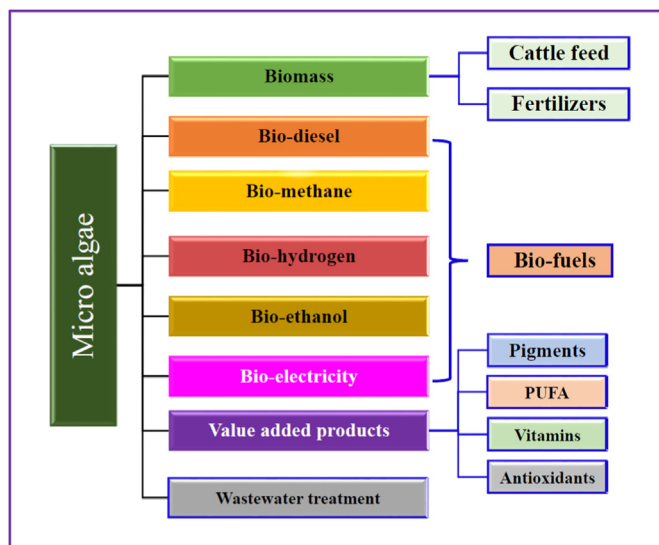 Micro algae
Biomass
Cattle feed
Fertilizers
Bio-diesel
Bio-methane
Bio-hydrogen
Bio-ethanol
Bio-electricity
Bio-fuels
Value added products
Pigments
PUFA
Vitamins
Antioxidants
Wastewater treatment